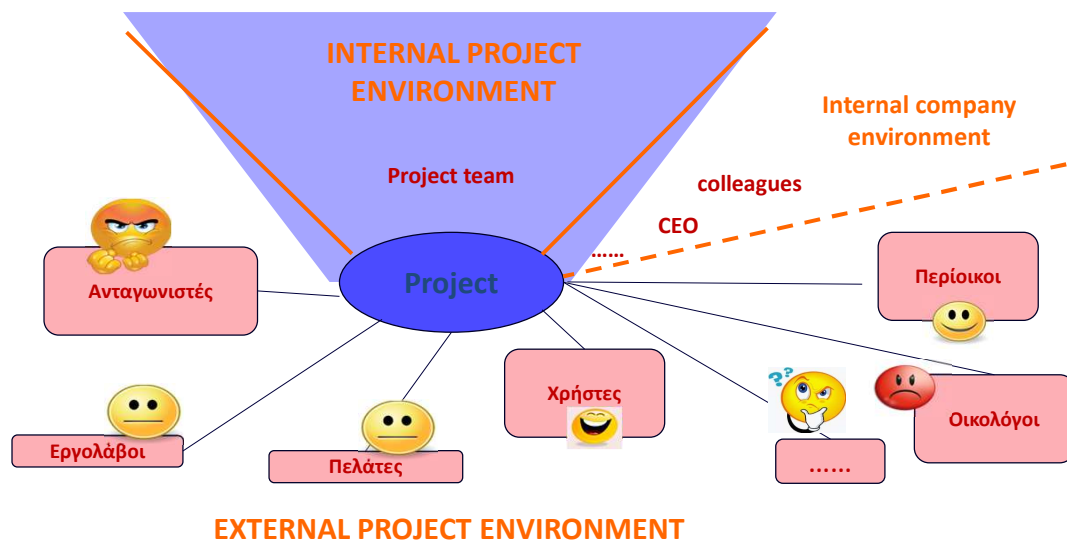 INTERNAL PROJECT
ENVIRONMENT
Internal company
environment
Project team
colleagues
CEO
......
Project
Ανταγωνιστές
Περίοικοι
??
Χρήστες
Οικολόγοι
Εργολάβοι
Πελάτες
......
EXTERNAL PROJECT ENVIRONMENT